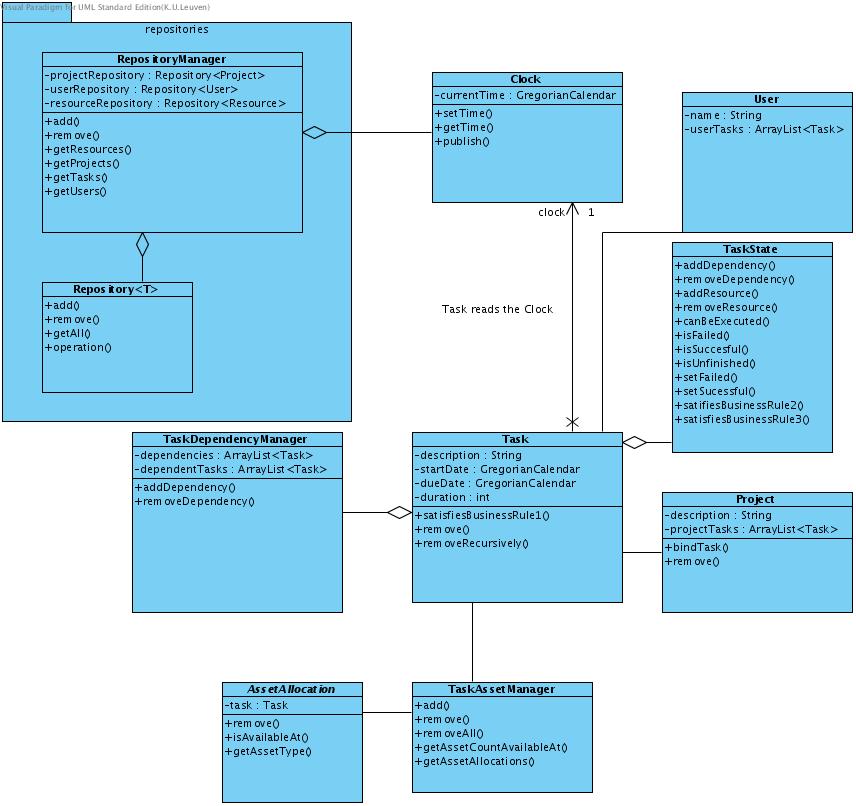 Visual Paradigm for UML Standard Edition(K.U.Leuven)
repositories
RepositoryManager
-projectRepository : Repository<Project>
-userRepository : Repository<User>
-resourceRepository : Repository<Resource>
+add()
+remove()
+getResources()
+getProjects()
+getTasks()
+getUsers()
Repository<T>
+add()
+remove()
+getAll()
+operation()
Clock
-currentTime : GregorianCalendar
+setTime()
+getTime()
+publish()
clock
1
Task reads the Clock
User
-name : String
-userTasks : ArrayList<Task>
TaskState
+addDependency()
+removeDependency()
+addResource()
+removeResource()
+canBeExecuted()
+isFailed()
+isSuccesful()
+isUnfinished()
+setFailed()
+setSucessful()
+satifiesBusinessRule2()
+satisfiesBusinessRule3()
TaskDependencyManager
-dependencies : ArrayList<Task>
-dependentTasks : ArrayList<Task>
+addDependency()
+removeDependency()
Task
-description : String
-startDate : GregorianCalendar
-dueDate : GregorianCalendar
-duration : int
+satisfiesBusinessRule1()
+remove()
+removeRecursively()
Project
-description : String
-projectTasks : ArrayList<Task>
+bindTask()
+remove()
AssetAllocation
-task : Task
+remove()
+isAvailableAt()
+getAssetType()
TaskAssetManager
+add()
+remove()
+removeAll()
+getAssetCountAvailableAt()
+getAssetAllocations()